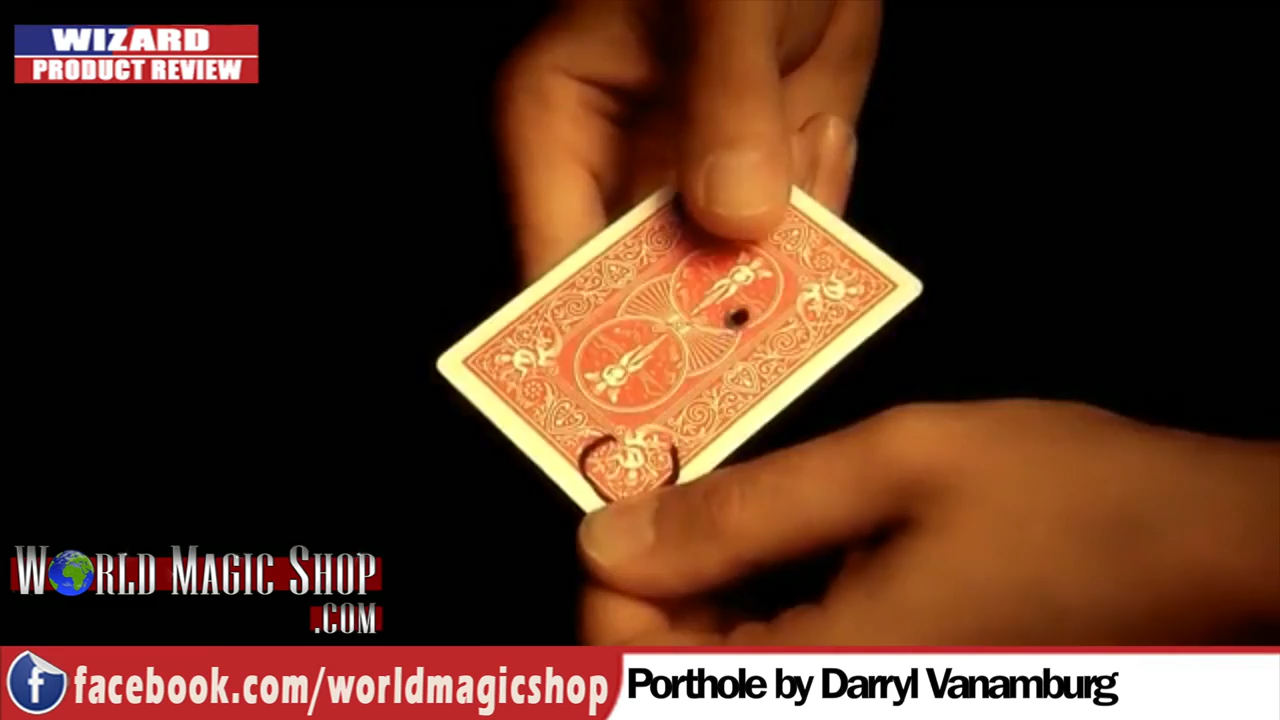 WIZARD
PRODUCT REVIEW
WORLD MAGIC SHOP
.COM
facebook.com/worldmagicshop
Porthole by Darryl Vanamburg